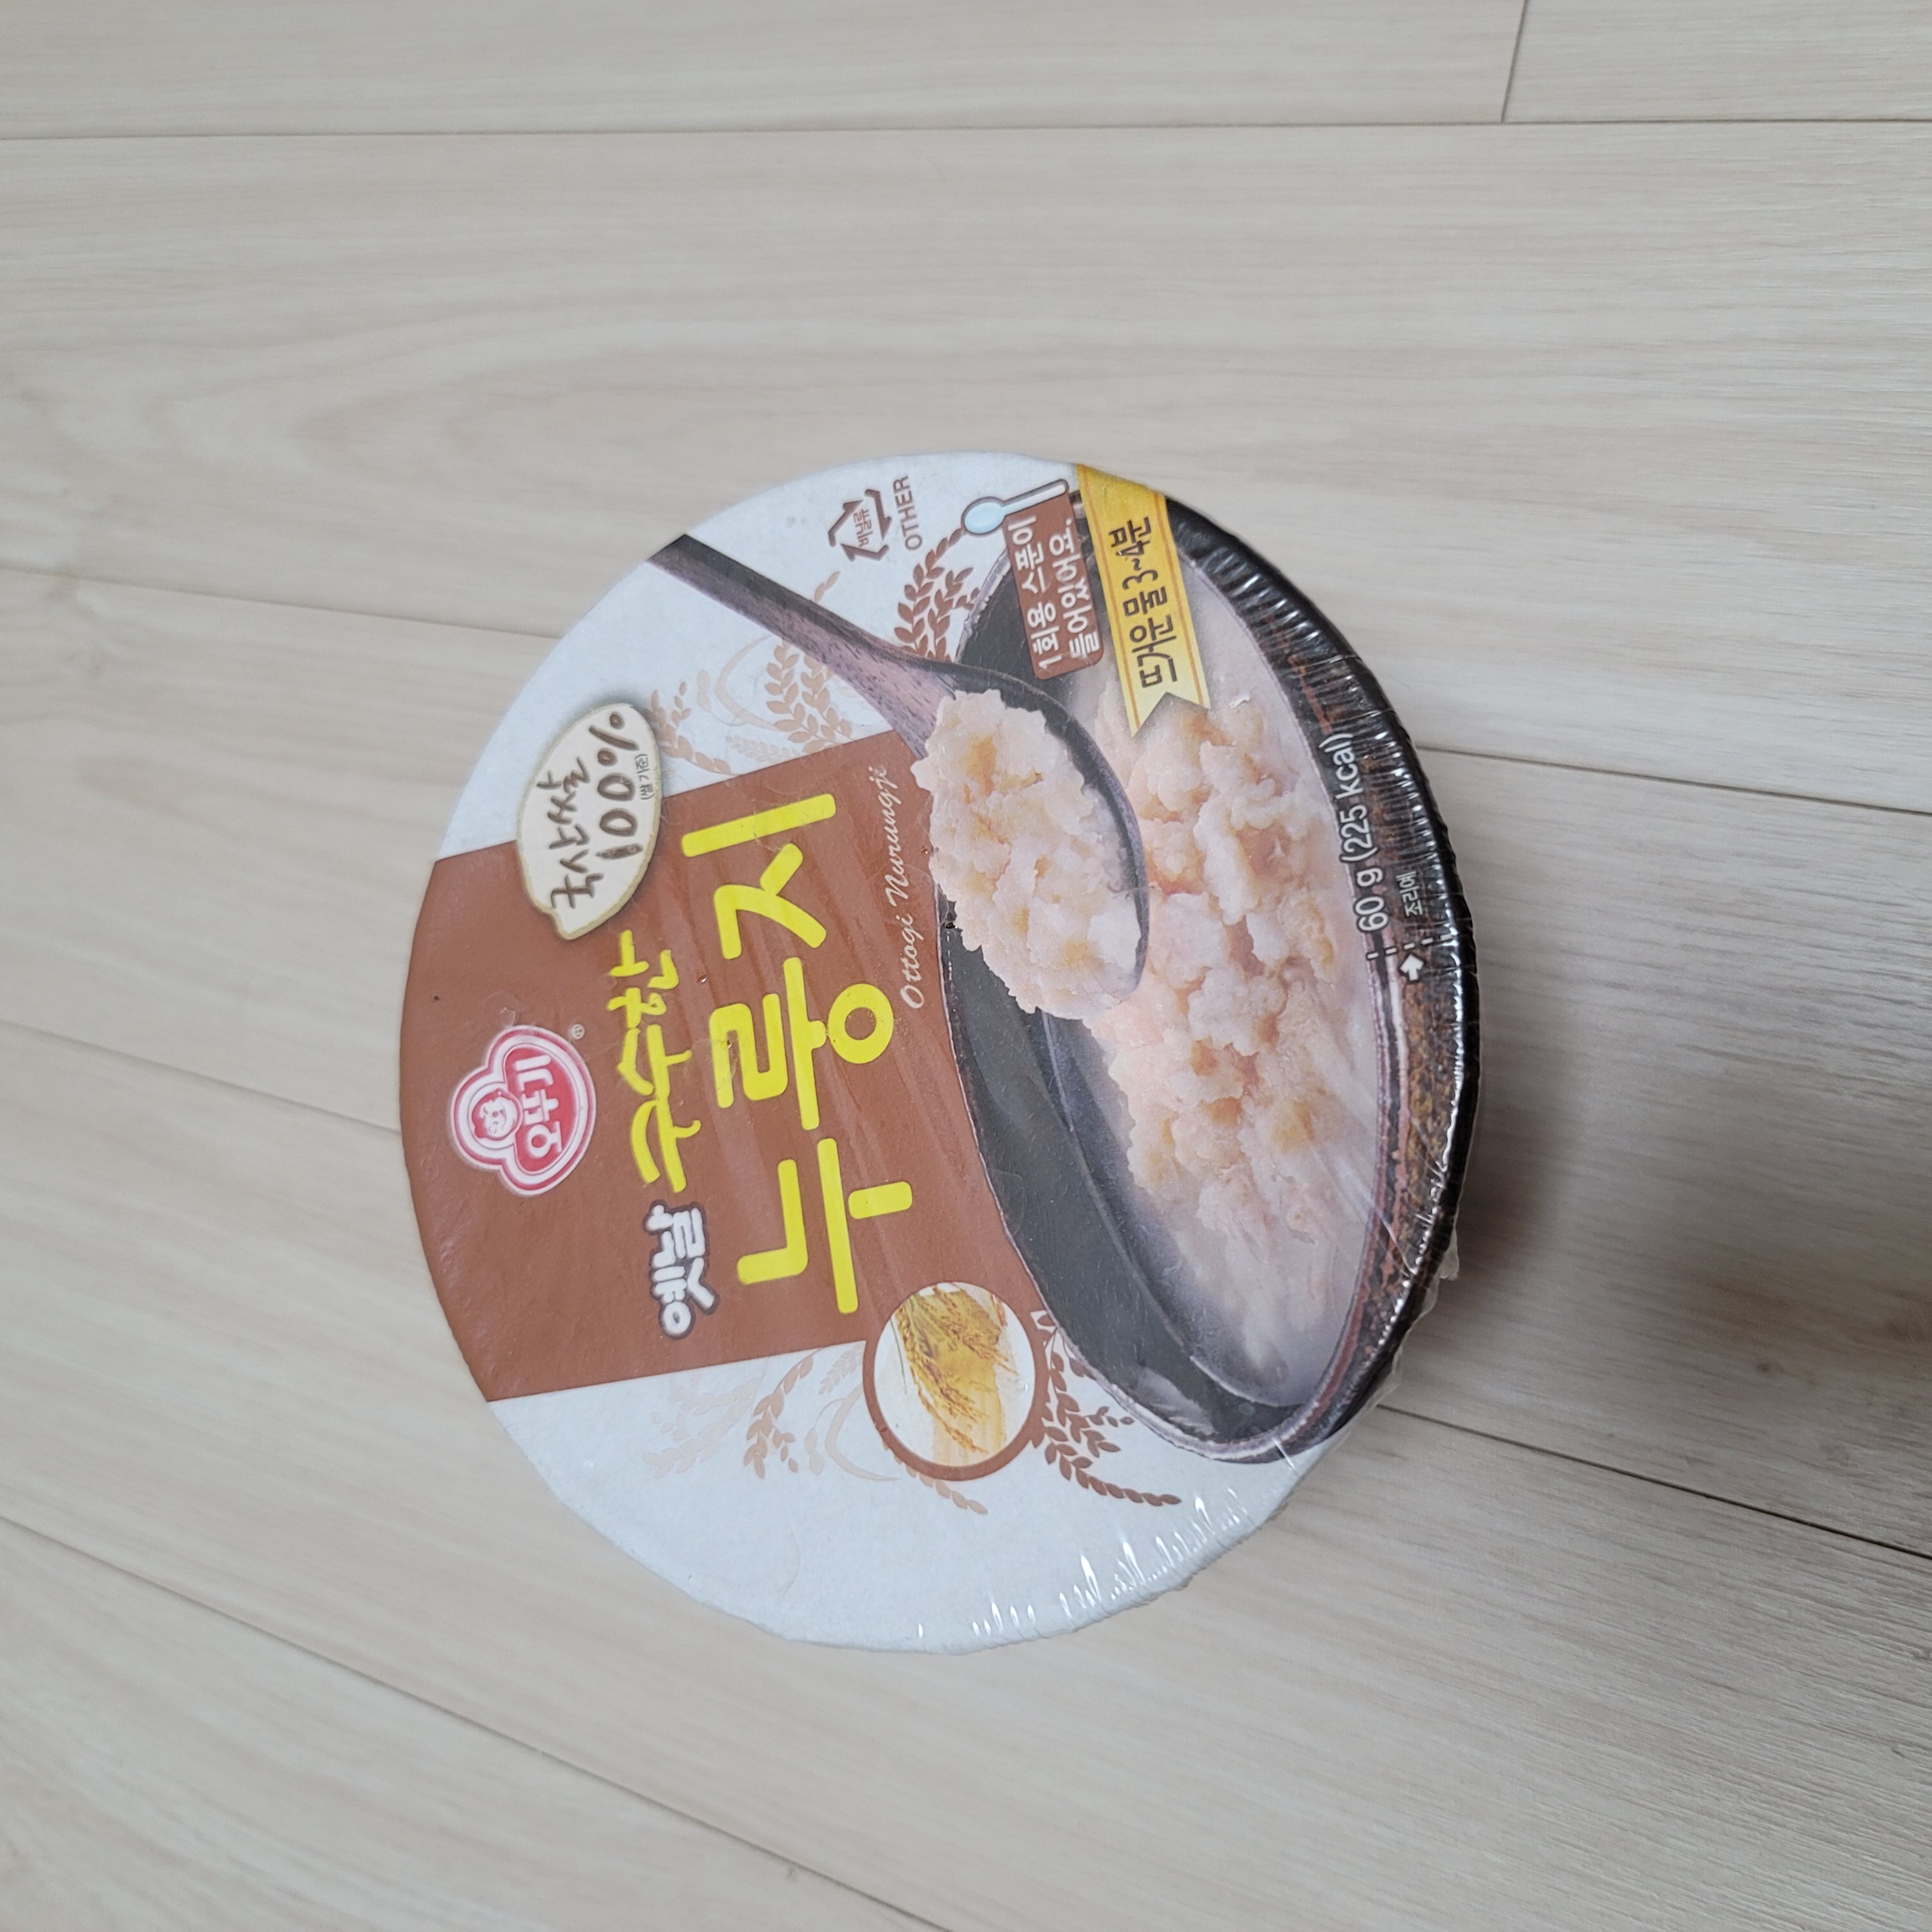 오뚜기
®
국산쌀
100%
(쌀 기준)
옛날 구수한
누룽지
Ottogi Nurungji
비닐류
OTHER
1회용 스푼이
들어있어요.
뜨거운 물 3~4분
60 g (225 kcal)
조리예